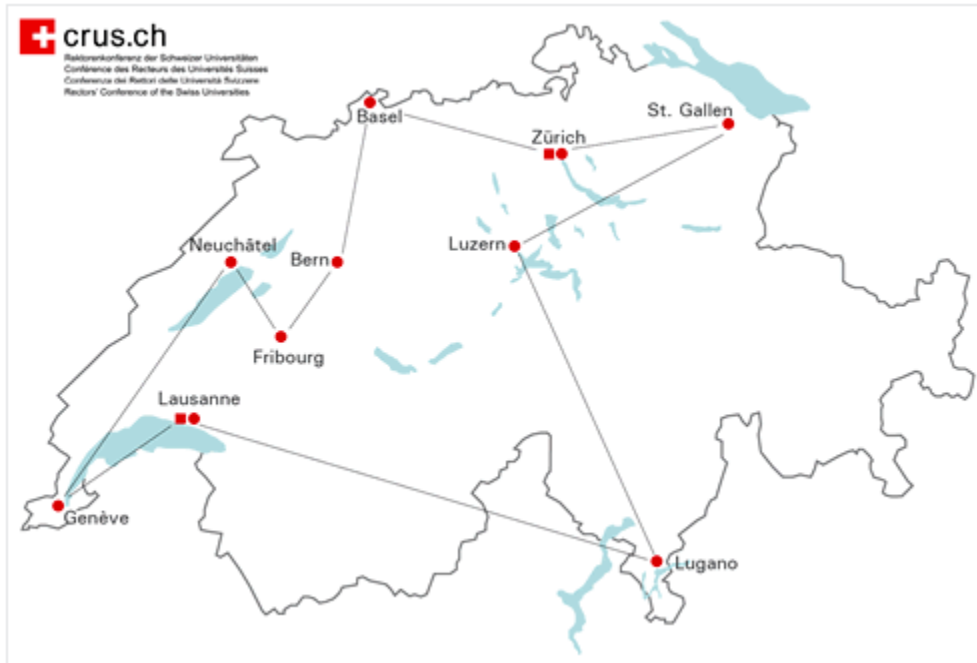 crus.ch
Rektorenkonferenz der Schweizer Universitäten
Conférence des Recteurs des Universités Suisses
Conferenza dei Rettori delle Università Svizzere
Rectors' Conference of the Swiss Universities
Basel
St. Gallen
Zürich
Luzern
Neuchâtel
Bern
Fribourg
Lausanne
Genève
Lugano